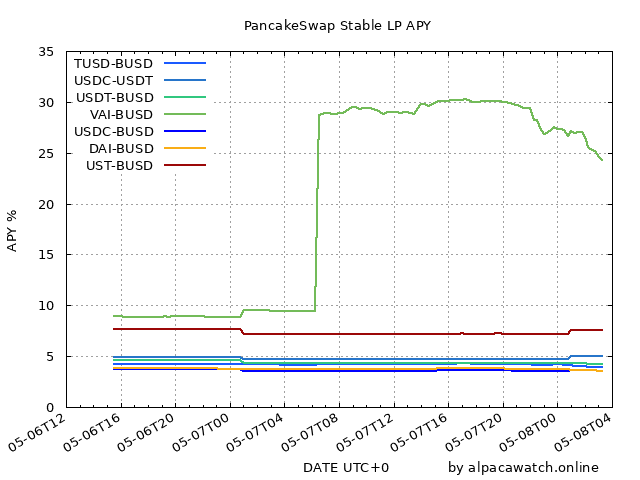 PancakeSwap Stable LP APY
35
30
25
20
15
10
5
0
APY %
TUSD-BUSD
USDC-USDT
USDT-BUSD
VAI-BUSD
USDC-BUSD
DAI-BUSD
UST-BUSD
05-06T12
05-06T16
05-06T20
05-07T00
05-07T04
05-07T08
05-07T12
05-07T16
05-07T20
05-08T00
05-08T04
DATE UTC+0
by alpacawatch.online